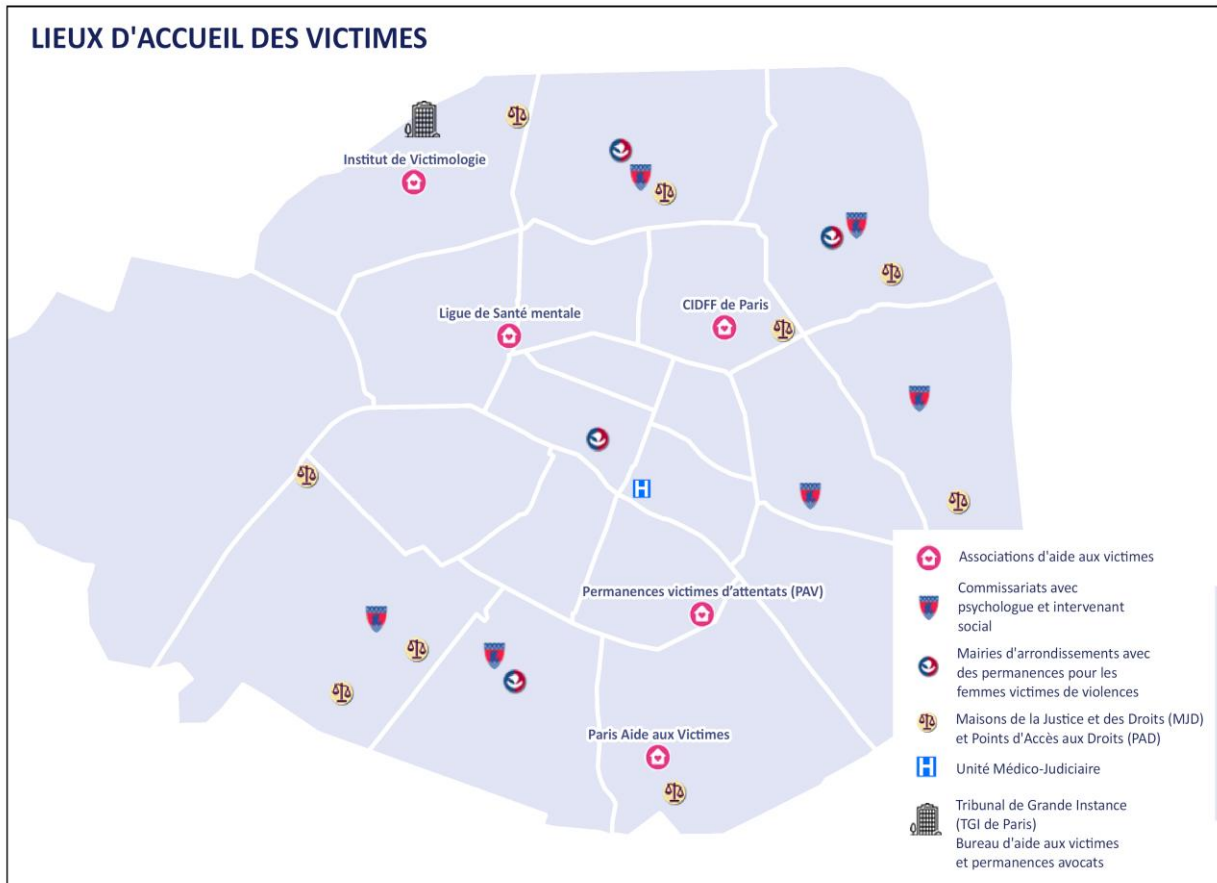 LIEUX D'ACCUEIL DES VICTIMES
Institut de Victimologie
Ligue de Santé mentale
CIDFF de Paris
Permanences victimes d'attentats (PAV)
Paris Aide aux Victimes
Associations d'aide aux victimes
Commissariats avec
psychologue et intervenant
social
Mairies d'arrondissements avec
des permanences pour les
femmes victimes de violences
Maisons de la Justice et des Droits (MJD)
et Points d'Accès aux Droits (PAD)
H
H
Unité Médico-Judiciaire
Tribunal de Grande Instance
(TGI de Paris)
Bureau d'aide aux victimes
et permanences avocats